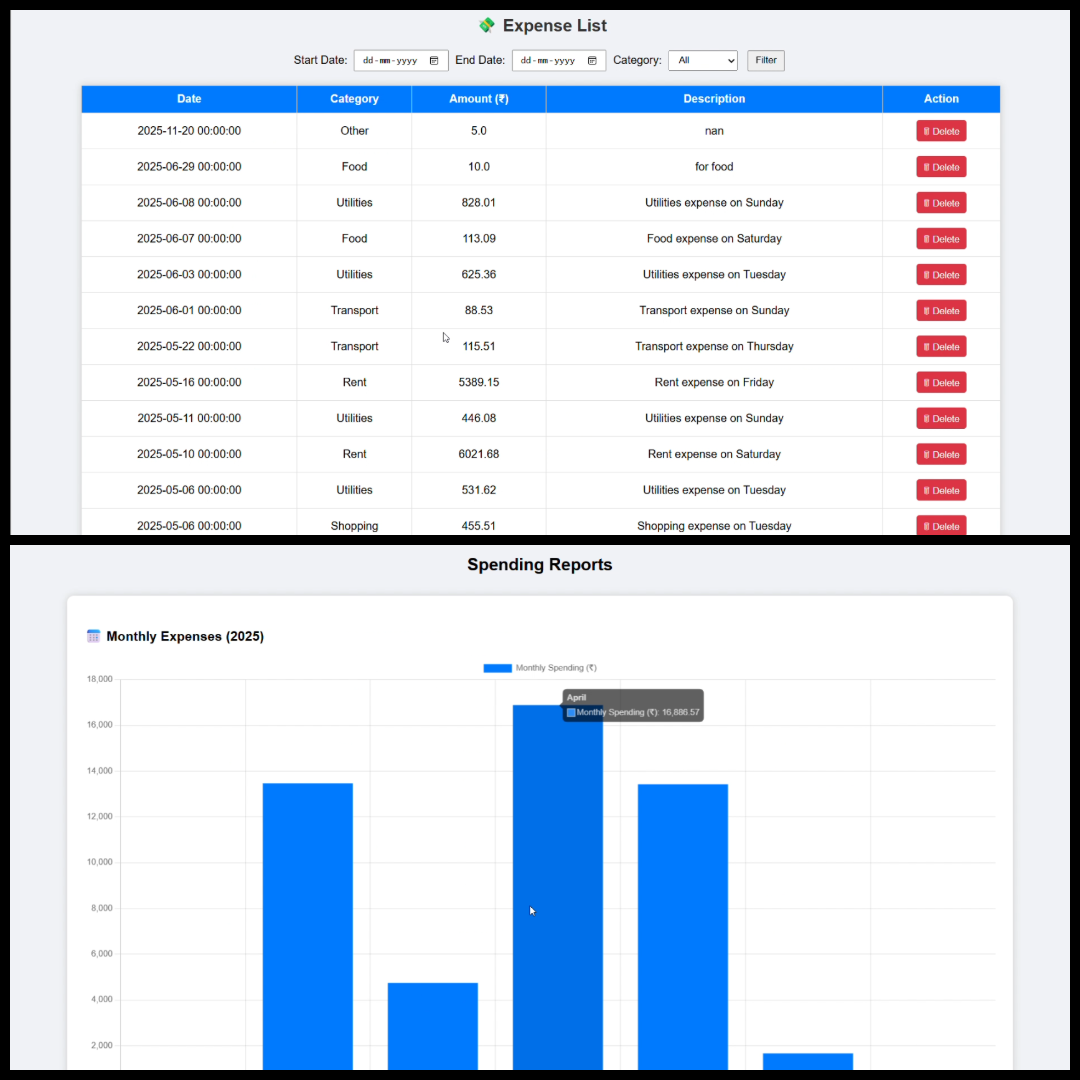 💸 Expense List
Start Date: dd-mm-yyyy End Date: dd-mm-yyyy Category: All Filter
Date Category Amount (₹) Description Action
2025-11-20 00:00:00 Other 5.0 nan Delete
2025-06-29 00:00:00 Food 10.0 for food Delete
2025-06-08 00:00:00 Utilities 828.01 Utilities expense on Sunday Delete
2025-06-07 00:00:00 Food 113.09 Food expense on Saturday Delete
2025-06-03 00:00:00 Utilities 625.36 Utilities expense on Tuesday Delete
2025-06-01 00:00:00 Transport 88.53 Transport expense on Sunday Delete
2025-05-22 00:00:00 Transport 115.51 Transport expense on Thursday Delete
2025-05-16 00:00:00 Rent 5389.15 Rent expense on Friday Delete
2025-05-11 00:00:00 Utilities 446.08 Utilities expense on Sunday Delete
2025-05-10 00:00:00 Rent 6021.68 Rent expense on Saturday Delete
2025-05-06 00:00:00 Utilities 531.62 Utilities expense on Tuesday Delete
2025-05-06 00:00:00 Shopping 455.51 Shopping expense on Tuesday Delete
Spending Reports
Monthly Expenses (2025)
Monthly Spending (₹)
18,000
April
Monthly Spending (₹): 16,886.57
16,000
14,000
12,000
10,000
8,000
6,000
4,000
2,000